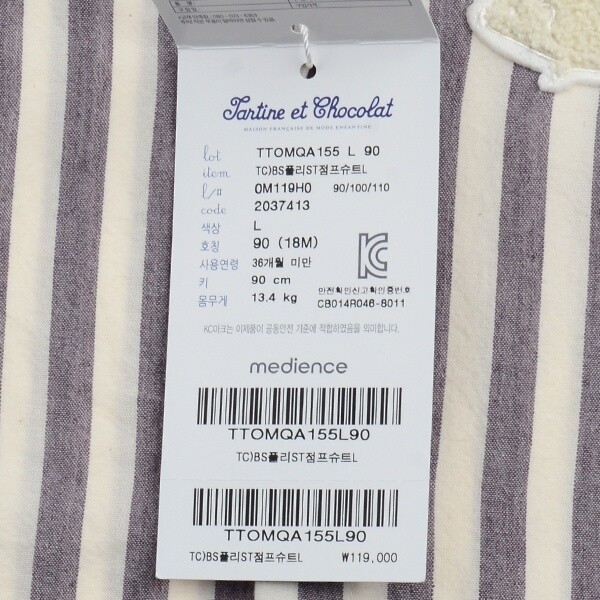 Tartine et Chocolat
MAISON FRANÇAISE DE MODE ENFANTINE
lot TTOMQA155 L 90
item TC)BS플리ST점프슈트L
l/# 0M119H0 90/100/110
code 2037413
색상 L
호칭 90 (18M)
사용연령 36개월 미만
키 90 cm
몸무게 13.4 kg
안전확인신고확인증번호
CB014R046-6011
KC마크는 이제품이 공통안전 기준에 적합하였음을 의미합니다.
medience
TTOMQA155L90
TC)BS플리ST점프슈트L
TTOMQA155L90
TC)BS플리ST점프슈트L ₩119,000